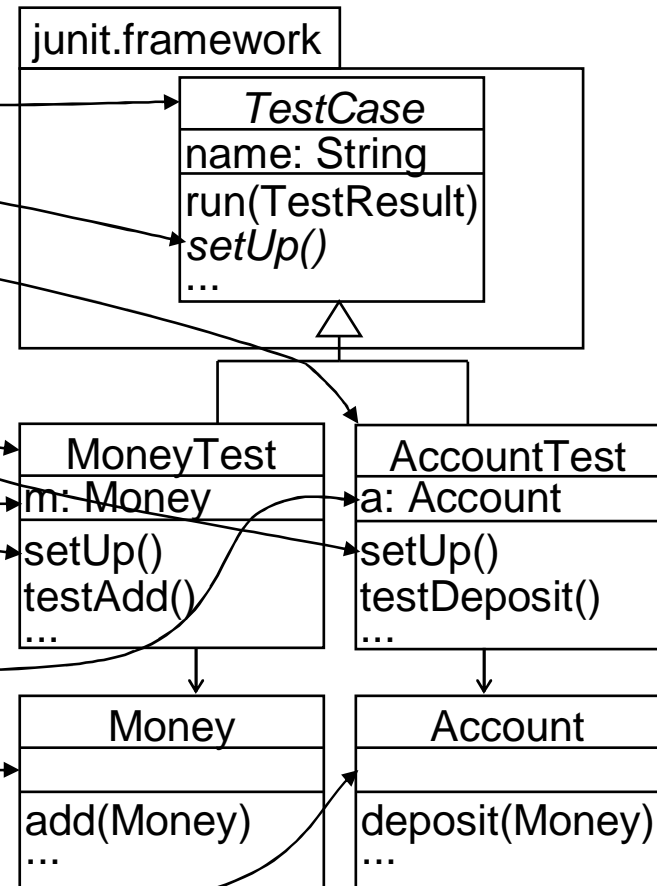 junit.framework
TestCase
name: String
run(TestResult)
setUp()
...
MoneyTest
m: Money
setUp()
testAdd()
...
AccountTest
a: Account
setUp()
testDeposit()
...
Money
add(Money)
...
Account
deposit(Money)
...